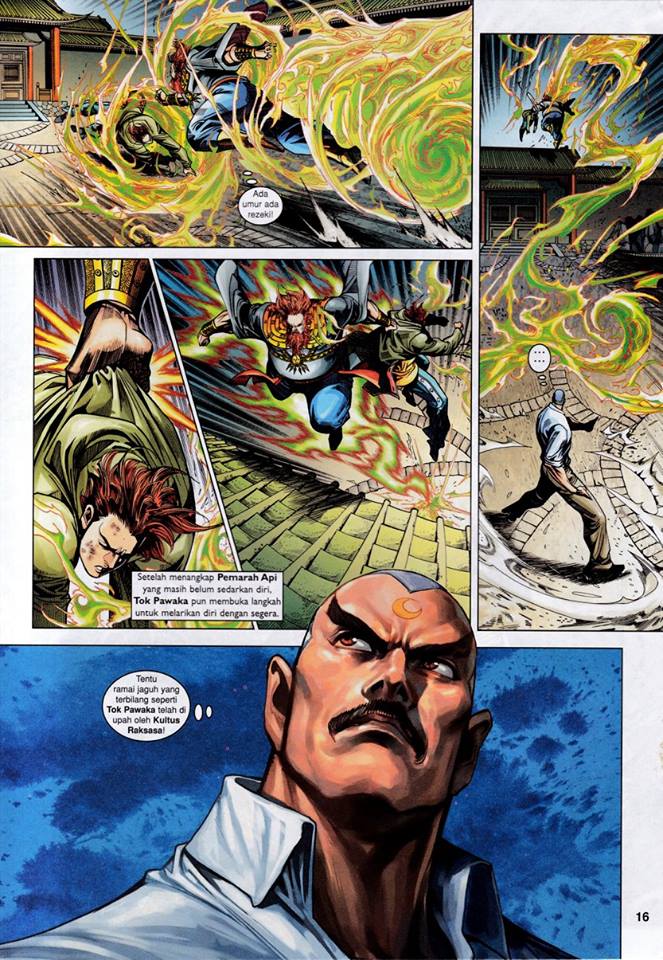 Ada
umur ada
rezeki!
......
Setelah menangkap Pemarah Api
yang masih belum sedarkan diri,
Tok Pawaka pun membuka langkah
untuk melarikan diri dengan segera.
Tentu
ramai jaguh yang
terbilang seperti
Tok Pawaka telah di
upah oleh Kultus
Raksasa!
16